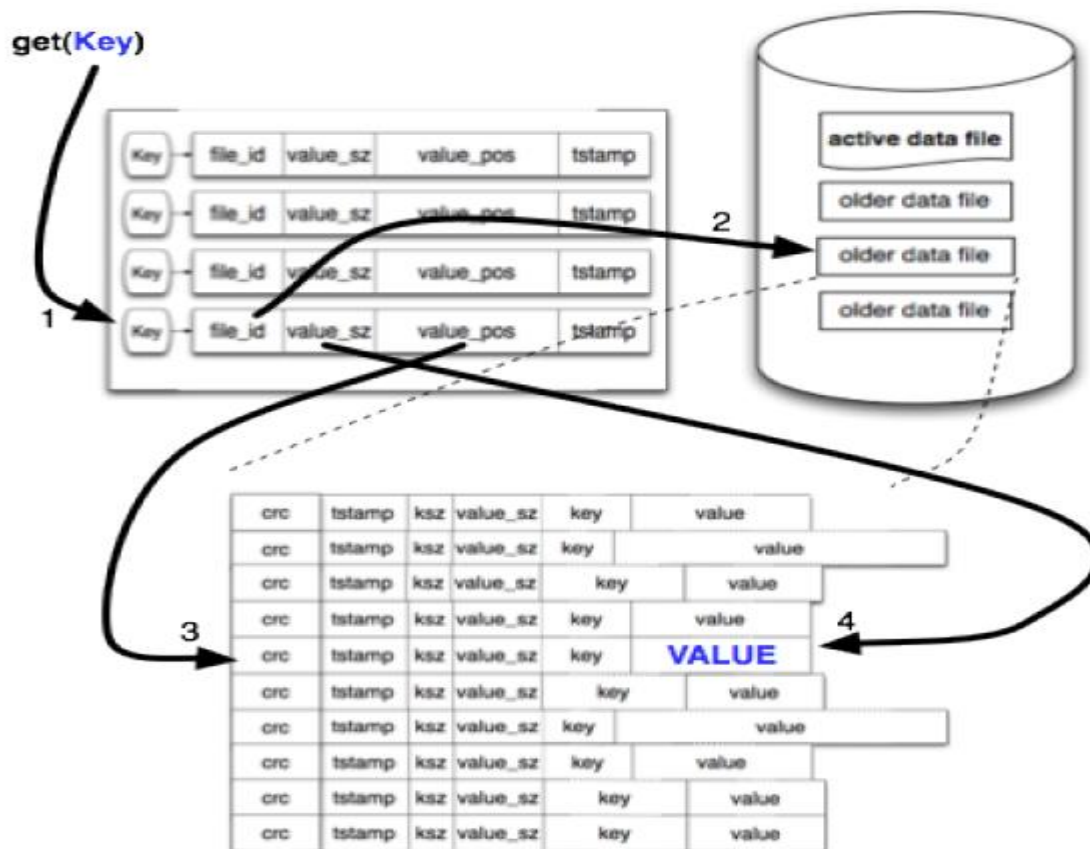 get(Key)
active data file
Key file_id value_sz value_pos tstamp
older data file
Key file_id value_sz value_pos tstamp
2
older data file
Key file_id value_sz value_pos tstamp
older data file
1
Key file_id value_sz value_pos tstamp
crc tstamp ksz value_sz key value
crc tstamp ksz value_sz key value
crc tstamp ksz value_sz key value
crc tstamp ksz value_sz key value
3
4
crc tstamp ksz value_sz key VALUE
crc tstamp ksz value_sz key value
crc tstamp ksz value_sz key value
crc tstamp ksz value_sz key value
crc tstamp ksz value_sz key value
crc tstamp ksz value_sz key value